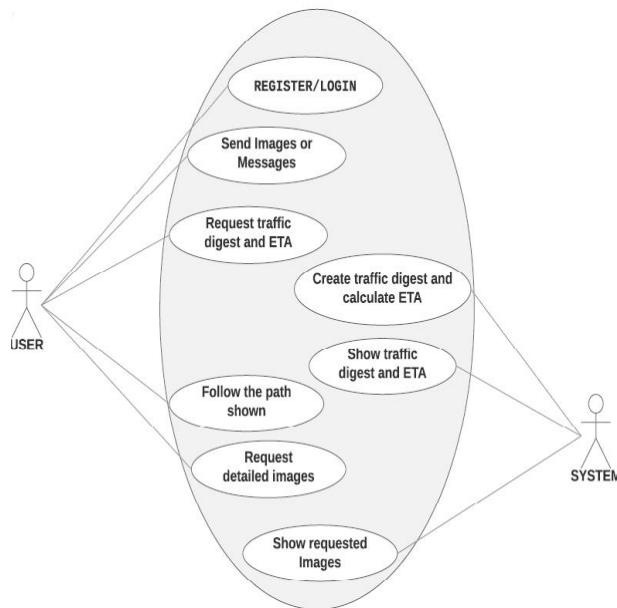 REGISTER/LOGIN
Send Images or
Messages
Request traffic
digest and ETA
Create traffic digest and
calculate ETA
USER
Show traffic
digest and ETA
Follow the path
shown
Request
detailed images
SYSTEM
Show requested
Images